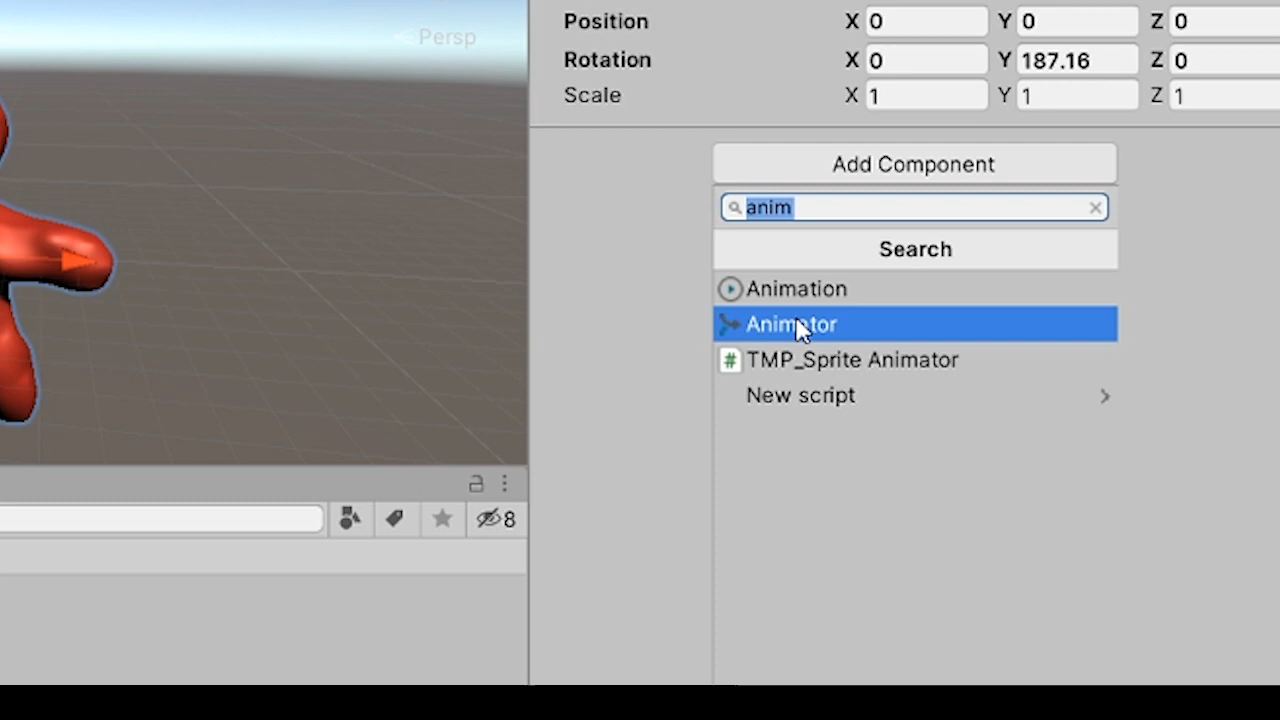 Persp
Position X 0 Y 0 Z 0
Rotation X 0 Y 187.16 Z 0
Scale X 1 Y 1 Z 1
Add Component
anim
Search
Animation
Animator
TMP_Sprite Animator
New script
8